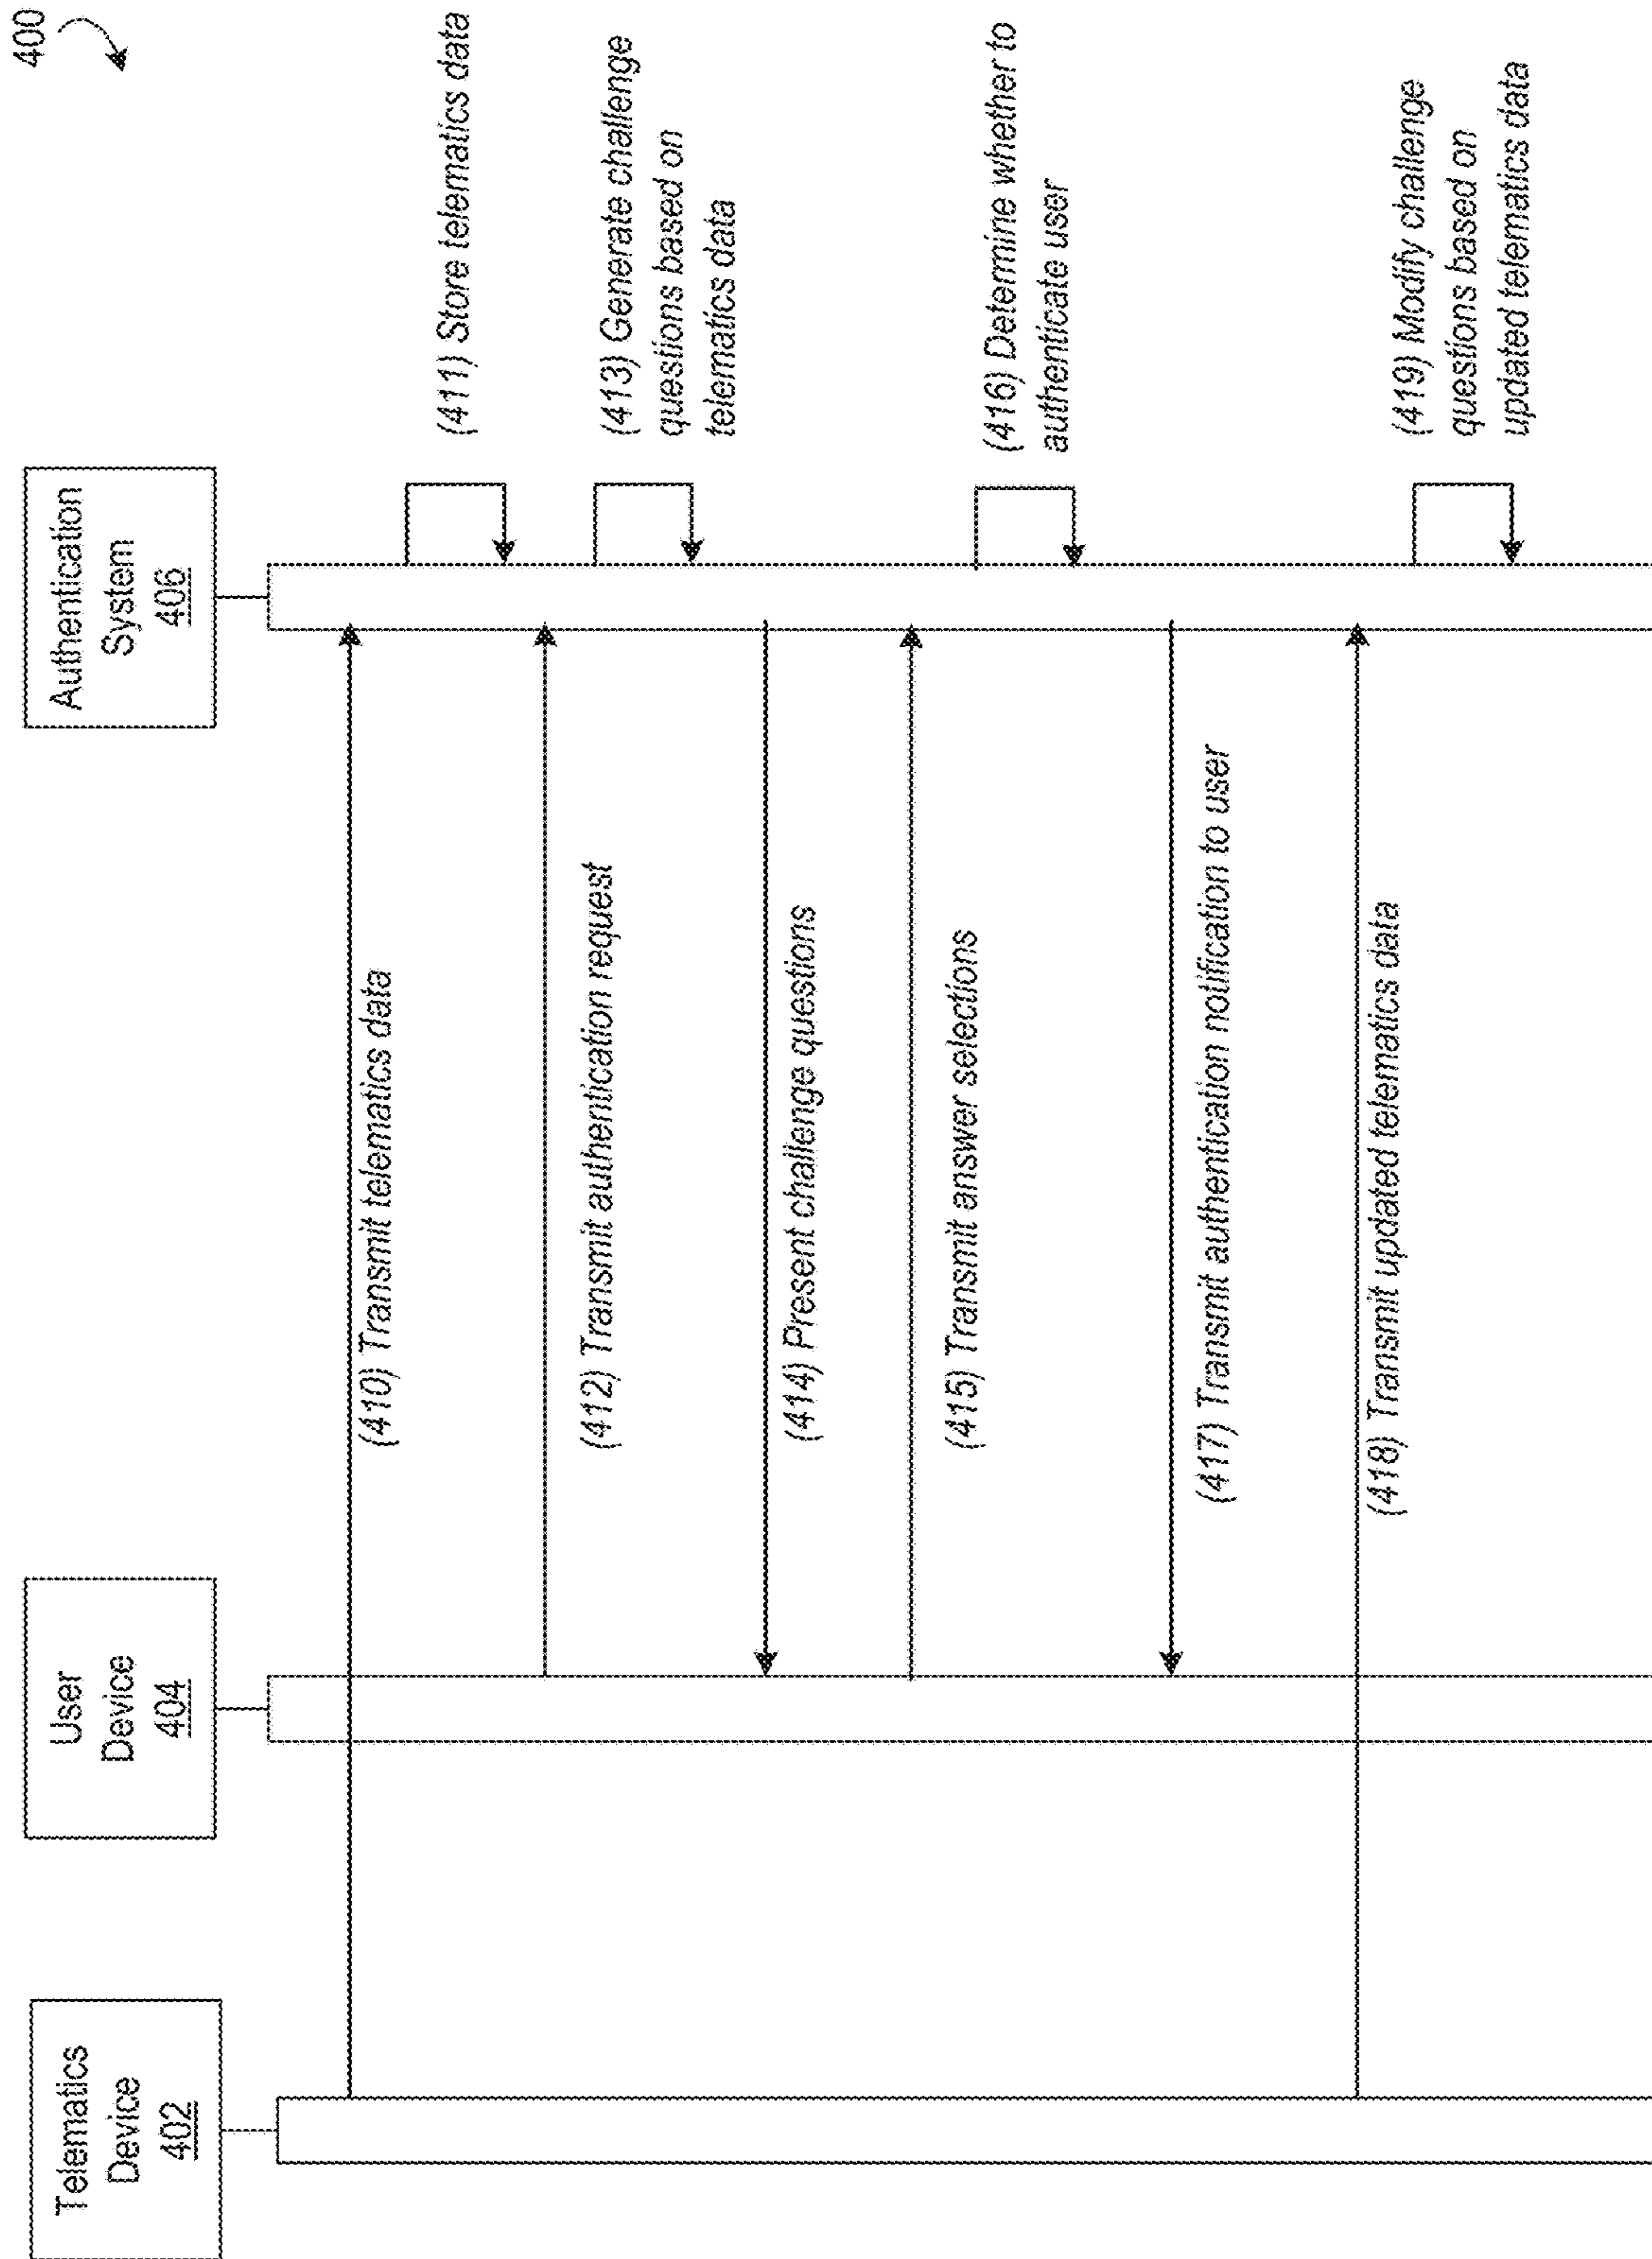 400
Telematics
Device
402
User
Device
404
Authentication
System
406
(410) Transmit telematics data
(411) Store telematics data
(412) Transmit authentication request
(413) Generate challenge
questions based on
telematics data
(414) Present challenge questions
(415) Transmit answer selections
(416) Determine whether to
authenticate user
(417) Transmit authentication notification to user
(418) Transmit updated telematics data
(419) Modify challenge
questions based on
updated telematics data